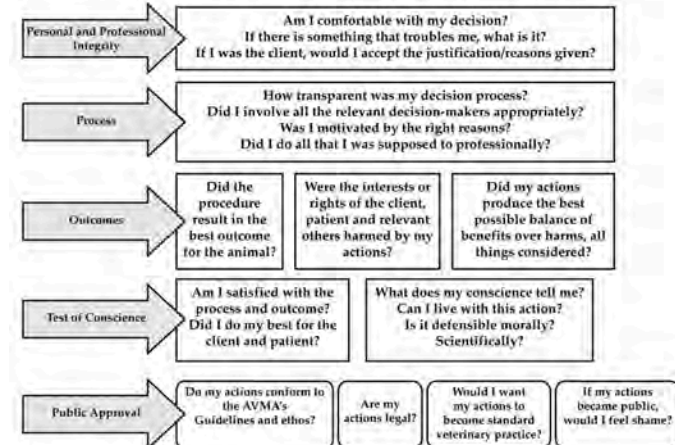 Personal and Professional
Integrity
Am I comfortable with my decision?
If there is something that troubles me, what is it?
If I was the client, would I accept the justification/reasons given?
Process
How transparent was my decision process?
Did I involve all the relevant decision-makers appropriately?
Was I motivated by the right reasons?
Did I do all that I was supposed to professionally?
Outcomes
Did the
procedure
result in the
best outcome
for the animal?
Were the interests or
rights of the client,
patient and relevant
others harmed by my
actions?
Did my actions
produce the best
possible balance of
benefits over harms, all
things considered?
Test of Conscience
Am I satisfied with the
process and outcome?
Did I do my best for the
client and patient?
What does my conscience tell me?
Can I live with this action?
Is it defensible morally?
Scientifically?
Public Approval
Do my actions conform to
the AVMA's
Guidelines and ethos?
Are my
actions legal?
Would I want
my actions to
become standard
veterinary practice?
If my actions
became public,
would I feel shame?